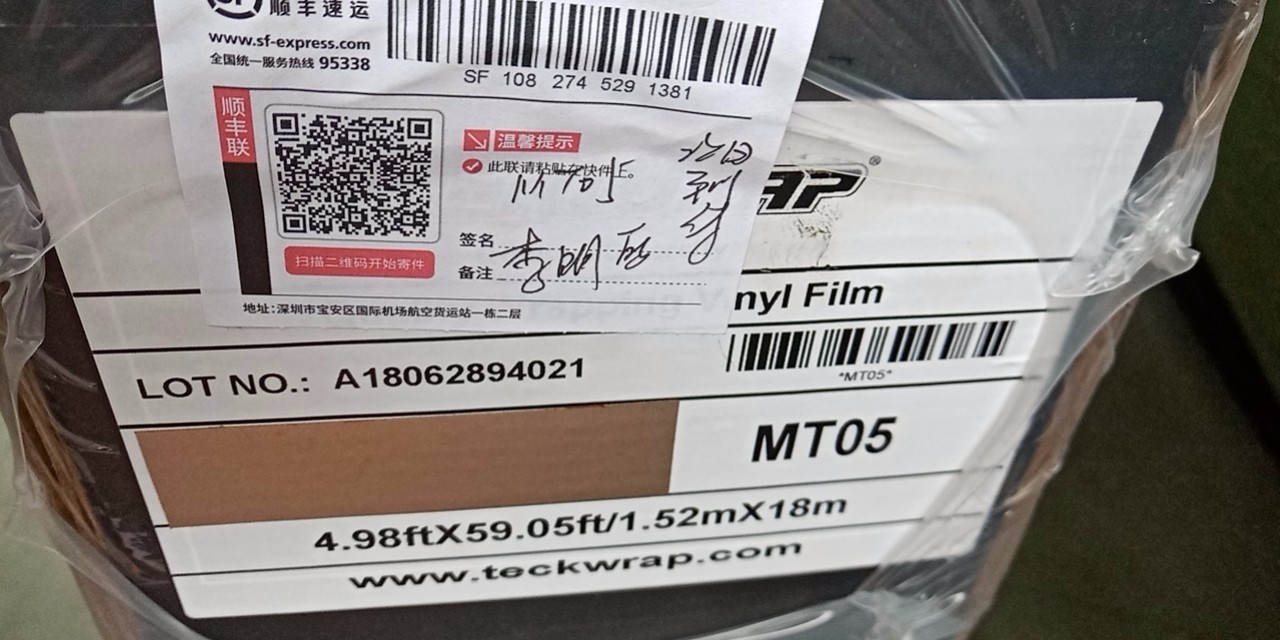 顺丰速运
www.sf-express.com
全国统一服务热线 95338
SF 108 274 529 1381
顺丰联
温馨提示
此联请粘贴在快件上。
签名
李明
备注
扫描二维码开始寄件
地址:深圳市宝安区国际机场航空货运站一栋二层
®
nyl Film
LOT NO.: A18062894021
*MT05*
MT05
4.98ftX59.05ft/1.52mX18m
www.teckwrap.com